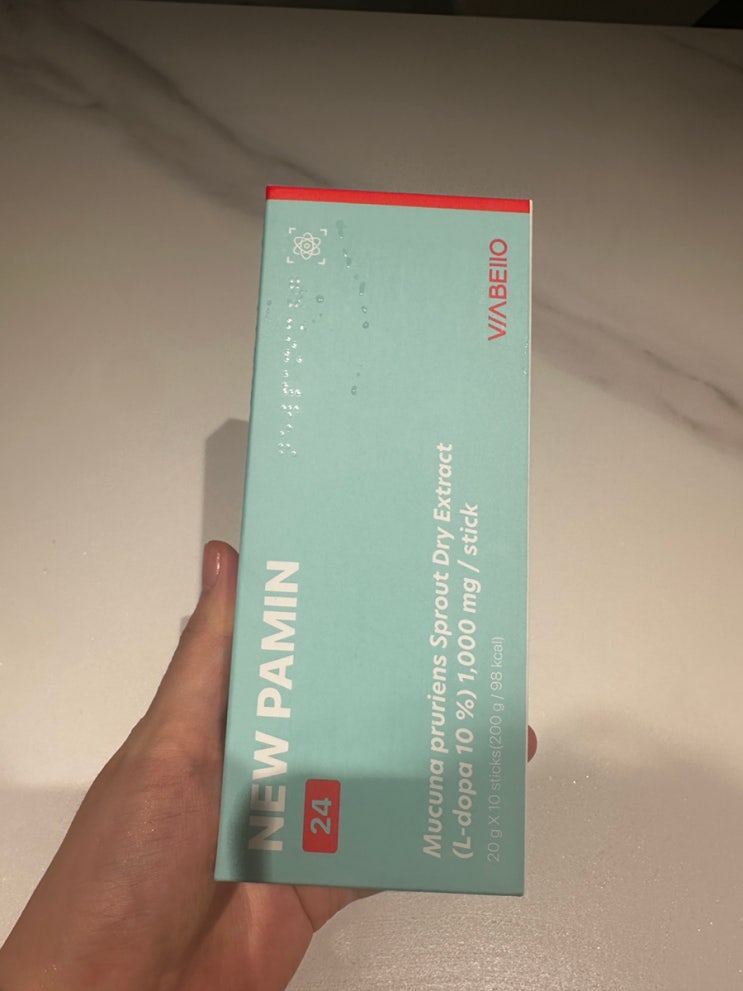 NEW PAMIN
24
Mucuna pruriens Sprout Dry Extract
(L-dopa 10 %) 1,000 mg / stick
20 g X 10 sticks(200 g / 98 kcal)
VIABEIIO